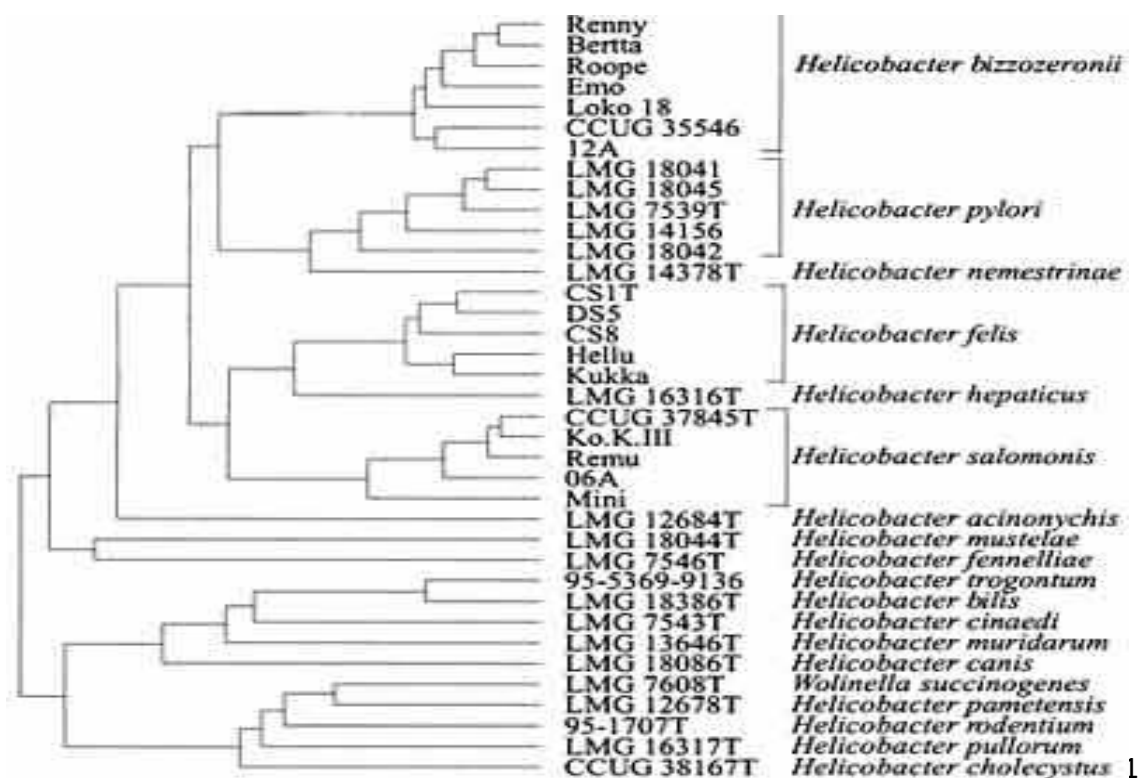 Renny
Bertta
Roope
Emo
Loko 18
CCUG 35546
12A
Helicobacter bizzozeronii
LMG 18041
LMG 18045
LMG 7539T
LMG 14156
LMG 18042
Helicobacter pylori
LMG 14378T Helicobacter nemestrinae
CS1T
DS5
CS8
Hellu
Kukka
Helicobacter felis
LMG 16316T Helicobacter hepaticus
CCUG 37845T
Ko.K.III
Remu
06A
Mini
Helicobacter salomonis
LMG 12684T Helicobacter acinonychis
LMG 18044T Helicobacter mustelae
LMG 7546T Helicobacter fennelliae
95-5369-9136 Helicobacter trogontum
LMG 18386T Helicobacter bilis
LMG 7543T Helicobacter cinaedi
LMG 13646T Helicobacter muridarum
LMG 18086T Helicobacter canis
LMG 7608T Wolinella succinogenes
LMG 12678T Helicobacter pametensis
95-1707T Helicobacter rodentium
LMG 16317T Helicobacter pullorum
CCUG 38167T Helicobacter cholecystus 1